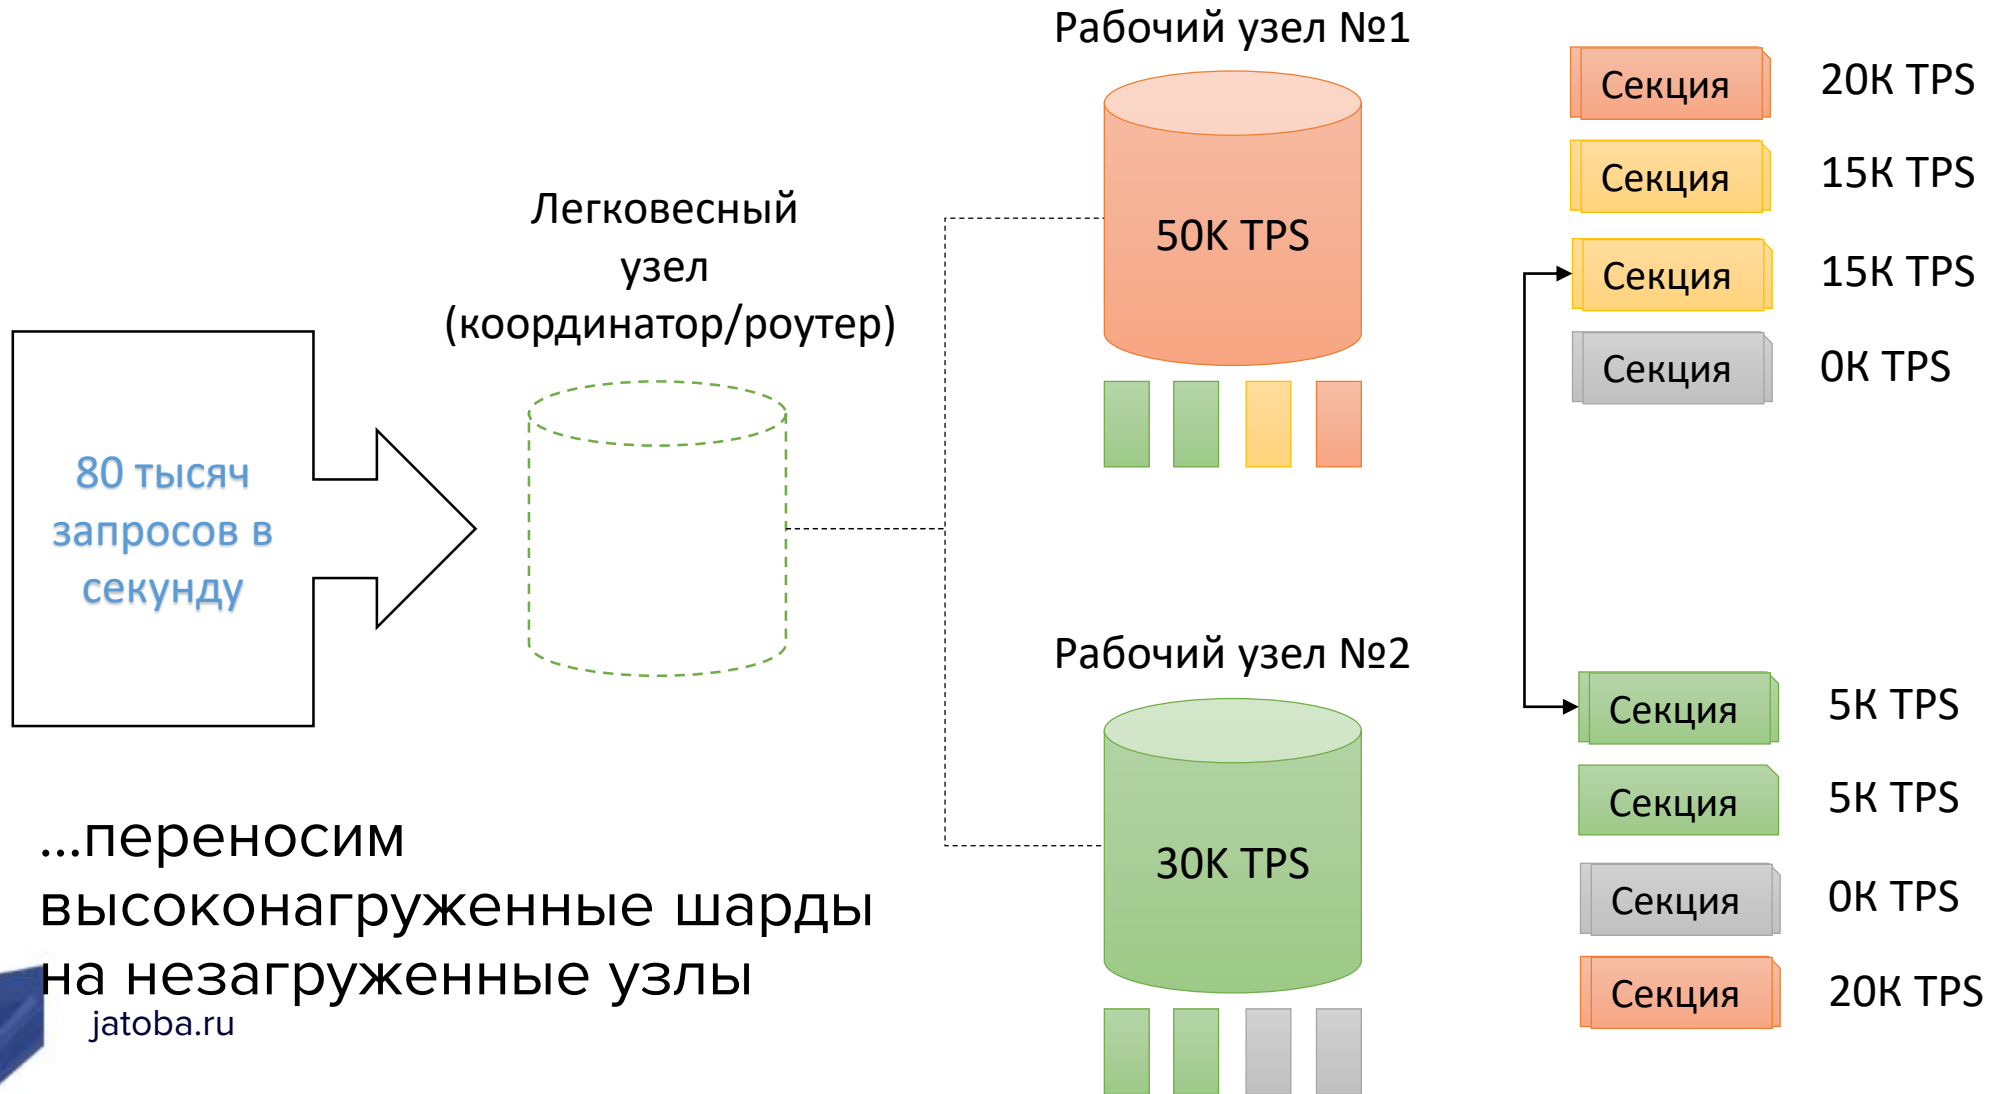 80 тысяч
запросов в
секунду
Легковесный
узел
(координатор/роутер)
Рабочий узел №1
50K TPS
Секция 20К TPS
Секция 15К TPS
Секция 15К TPS
Секция 0К TPS
Рабочий узел №2
30K TPS
Секция 5К TPS
Секция 5К TPS
Секция 0К TPS
Секция 20К TPS
...переносим
высоконагруженные шарды
на незагруженные узлы
jatoba.ru